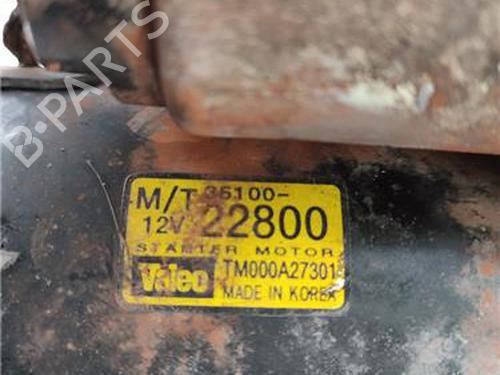 B-Parts
M/T 36100-
12V 22800
STARTER MOTOR
Valeo TM000A27301
MADE IN KOREA